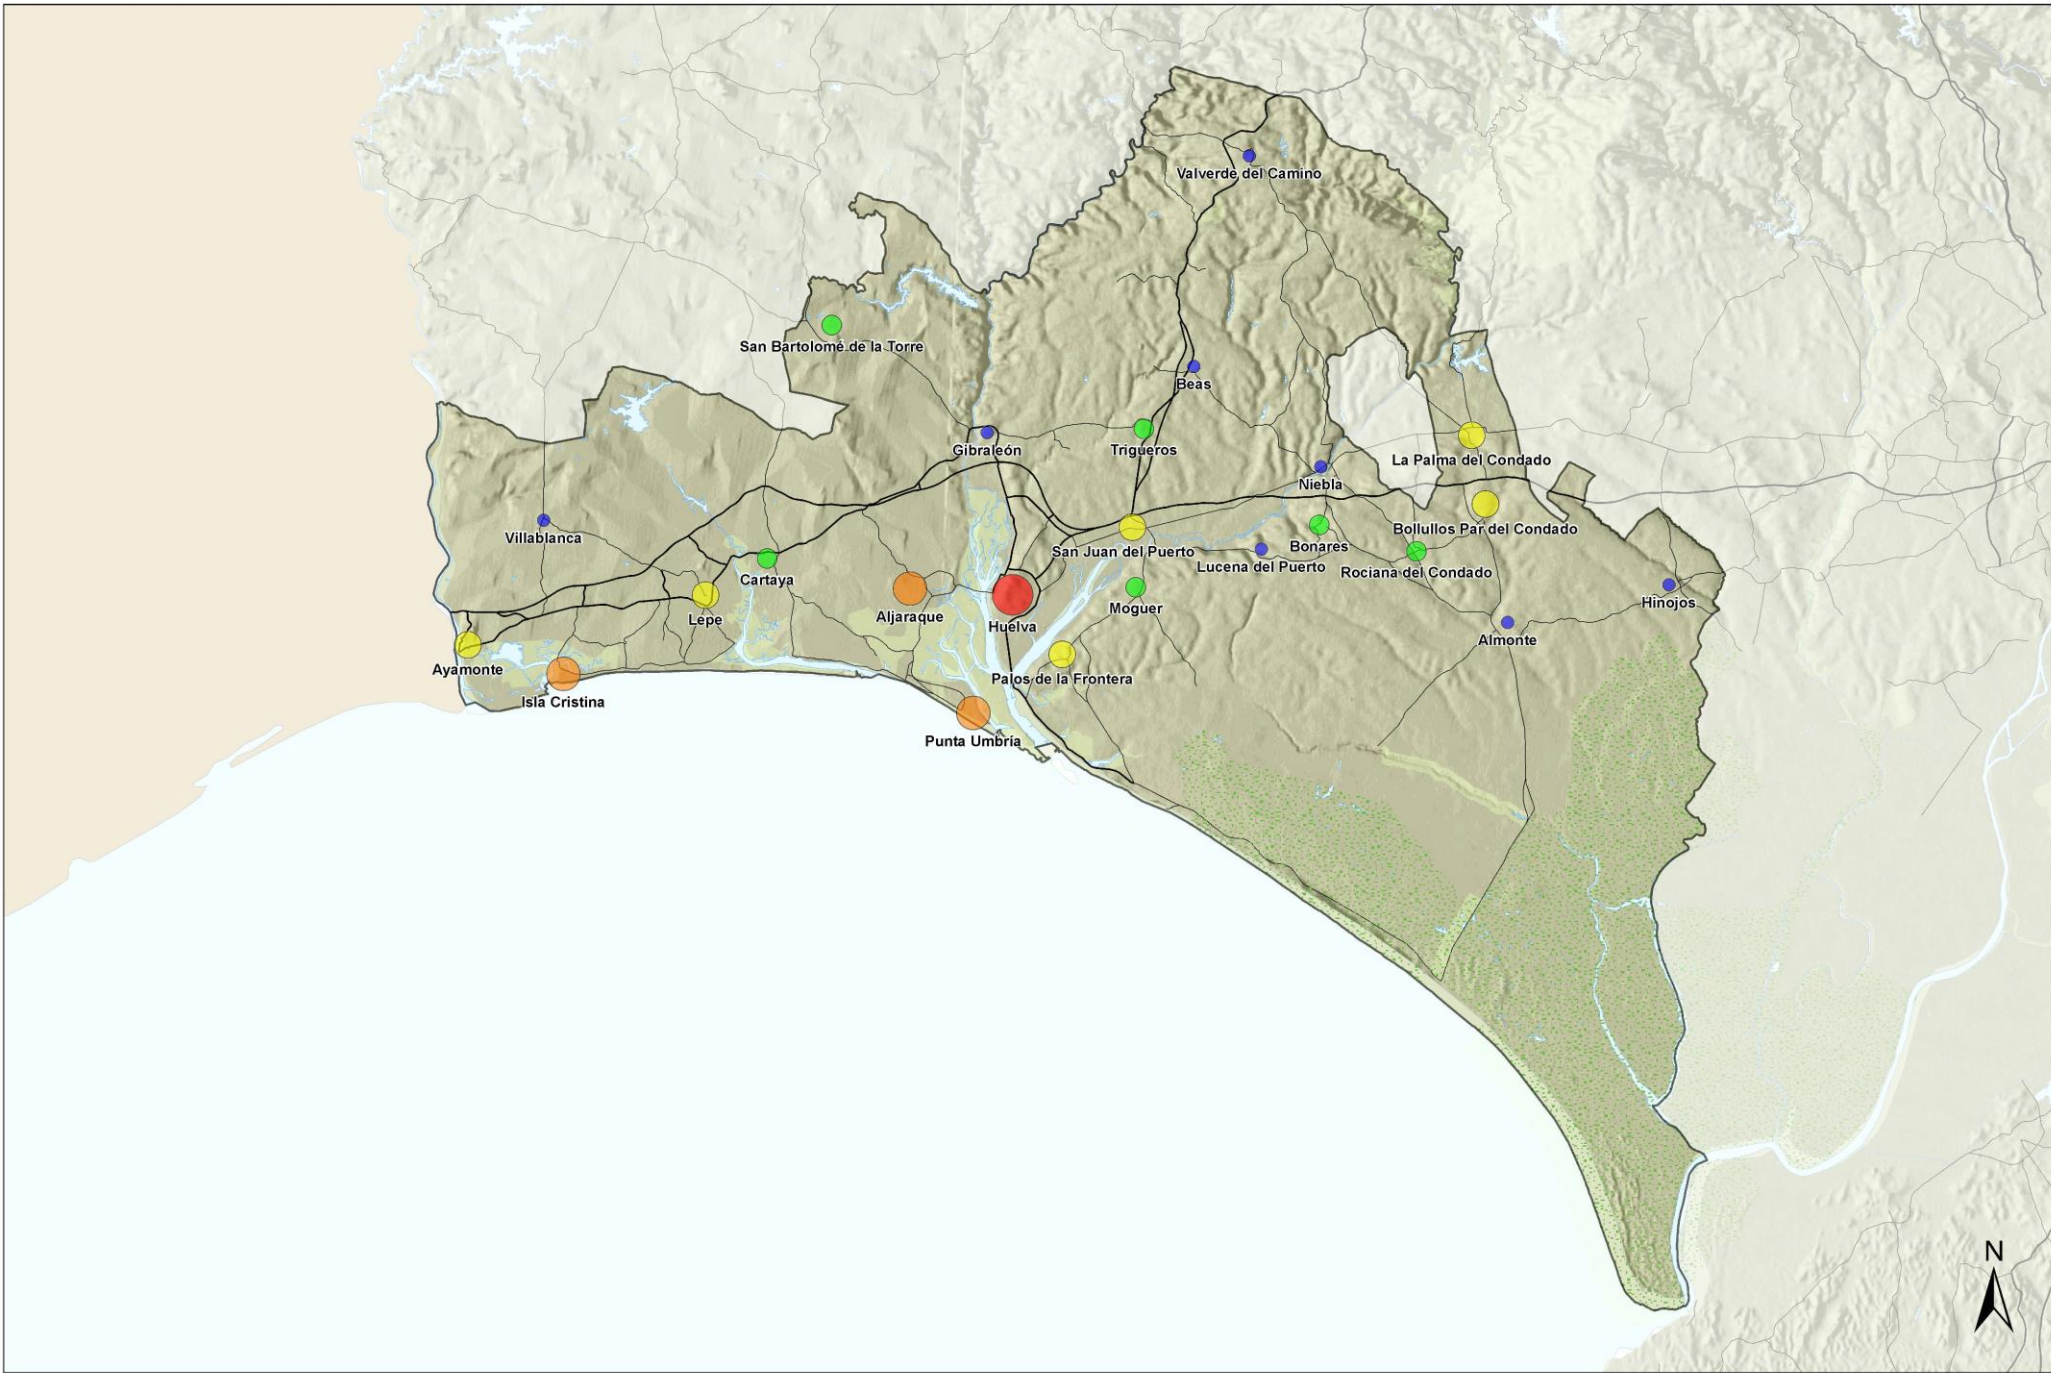 Valverde del Camino
San Bartolomé de la Torre
Beas
Gibraleón
Trigueros
La Palma del Condado
Niebla
Bollullos Par del Condado
Villablanca
San Juan del Puerto
Bonares
Lucena del Puerto
Rociana del Condado
Cartaya
Hinojos
Moguer
Aljaraque
Lepe
Huelva
Almonte
Ayamonte
Palos de la Frontera
Isla Cristina
Punta Umbría
N